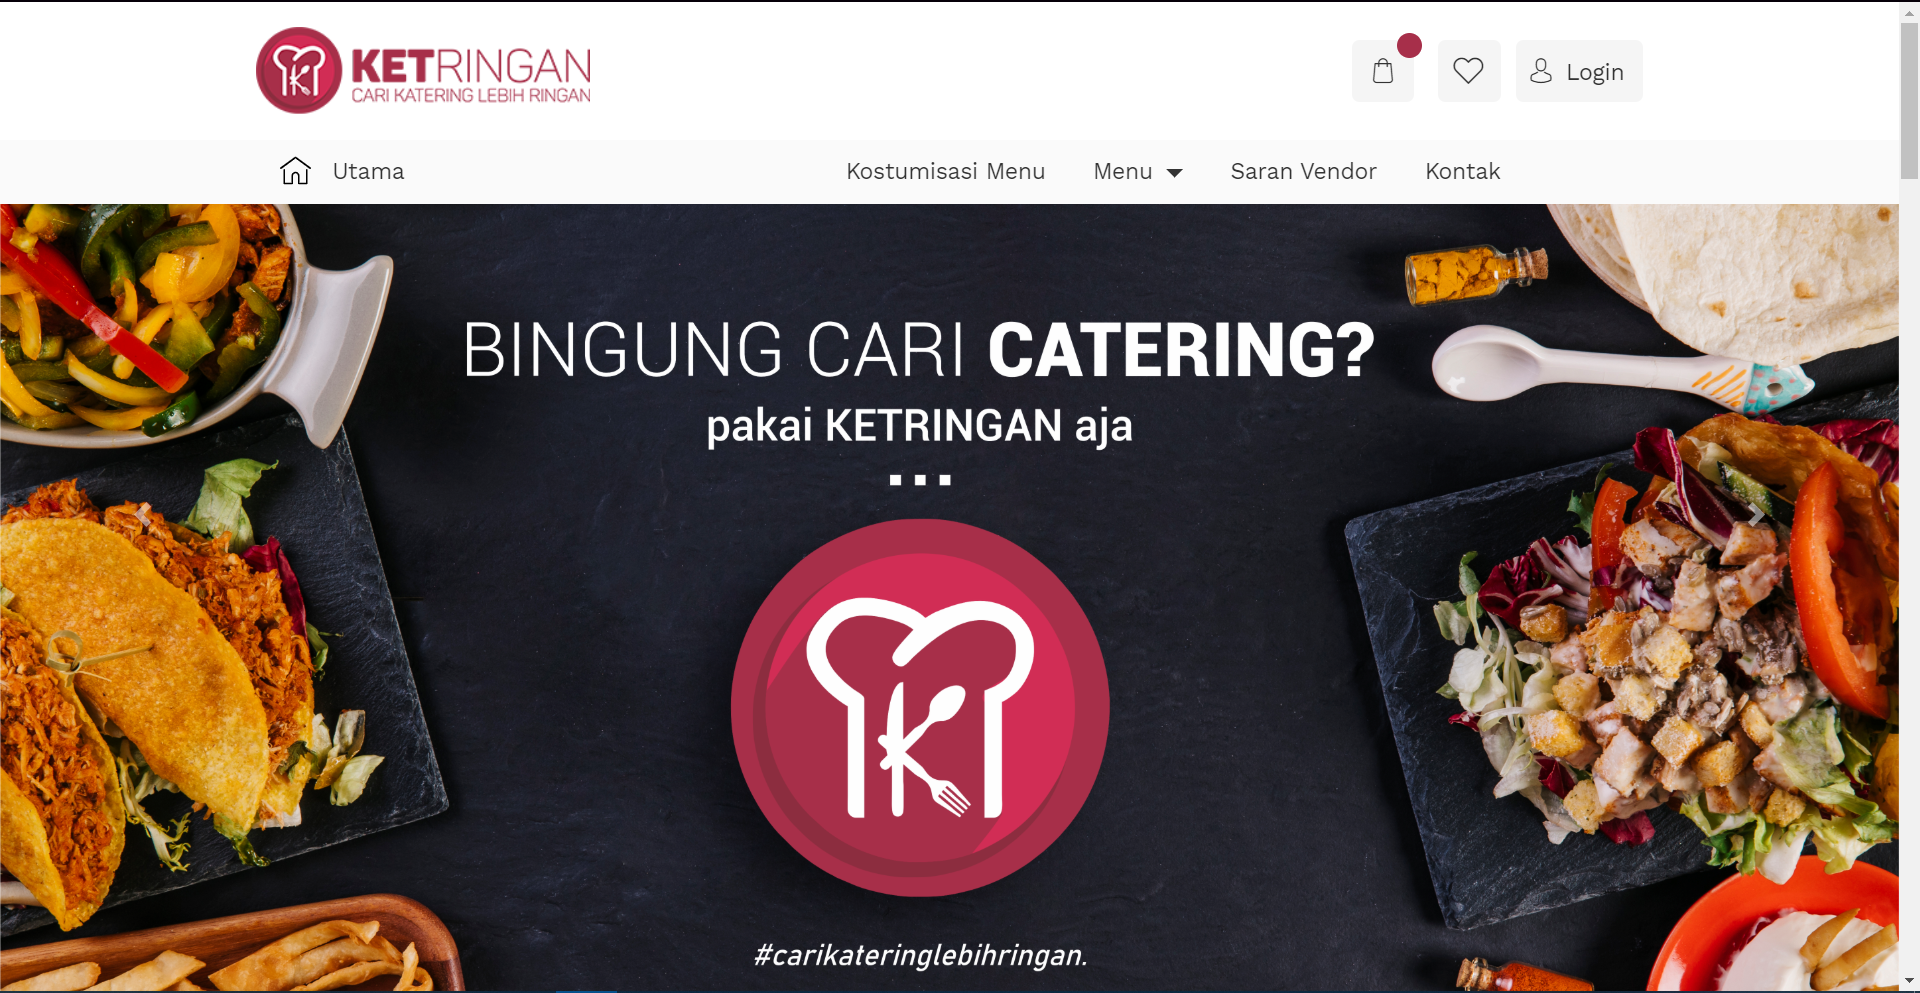 KETRINGAN
CARI KATERING LEBIH RINGAN
Login
Utama
Kostumisasi Menu
Menu
Saran Vendor
Kontak
BINGUNG CARI CATERING?
pakai KETRINGAN aja
#carikateringlebihringan.